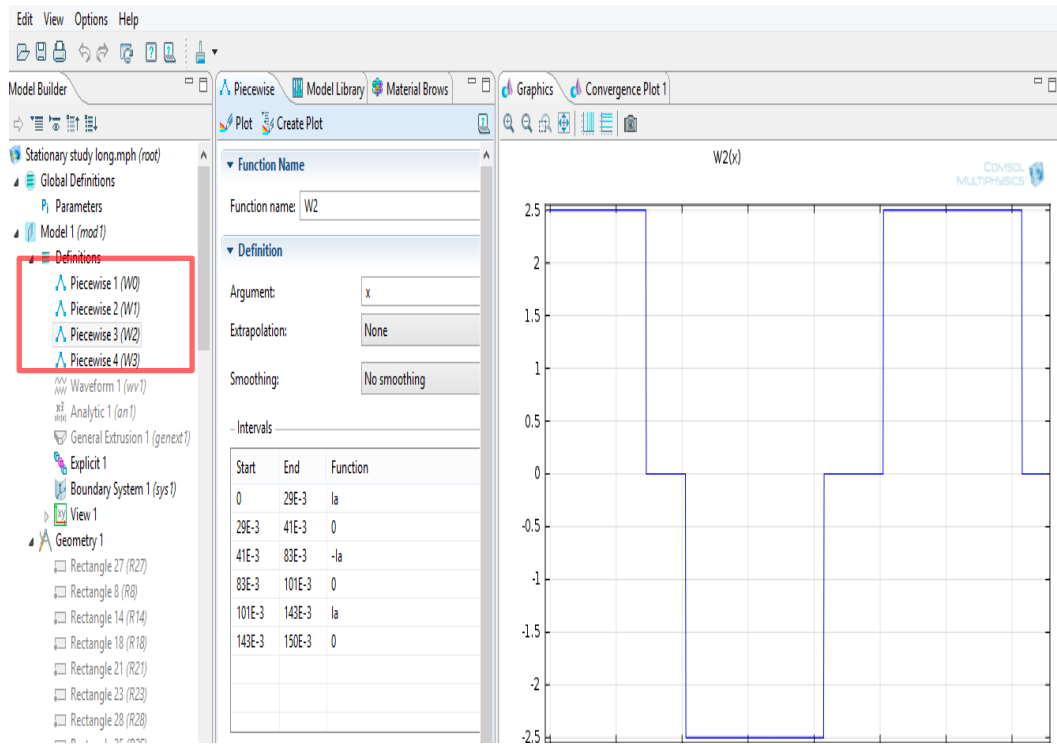 Edit View Options Help
Model Builder
Stationary study long.mph (root)
Global Definitions
Pi Parameters
Model 1 (mod1)
Definitions
Piecewise 1 (W0)
Piecewise 2 (W1)
Piecewise 3 (W2)
Piecewise 4 (W3)
Waveform 1 (wv1)
Analytic 1 (an1)
General Extrusion 1 (genext1)
Explicit 1
Boundary System 1 (sys1)
View 1
Geometry 1
Rectangle 27 (R27)
Rectangle 8 (R8)
Rectangle 14 (R14)
Rectangle 18 (R18)
Rectangle 21 (R21)
Rectangle 23 (R23)
Rectangle 28 (R28)
Piecewise Model Library Material Brows
Plot Create Plot
Function Name
Function name: W2
Definition
Argument: x
Extrapolation: None
Smoothing: No smoothing
Intervals
Start End Function
0 29E-3 Ia
29E-3 41E-3 0
41E-3 83E-3 -Ia
83E-3 101E-3 0
101E-3 143E-3 Ia
143E-3 150E-3 0
Graphics Convergence Plot 1
W2(x)
COMSOL
MULTIPHYSICS
2.5
2
1.5
1
0.5
0
-0.5
-1
-1.5
-2
-2.5